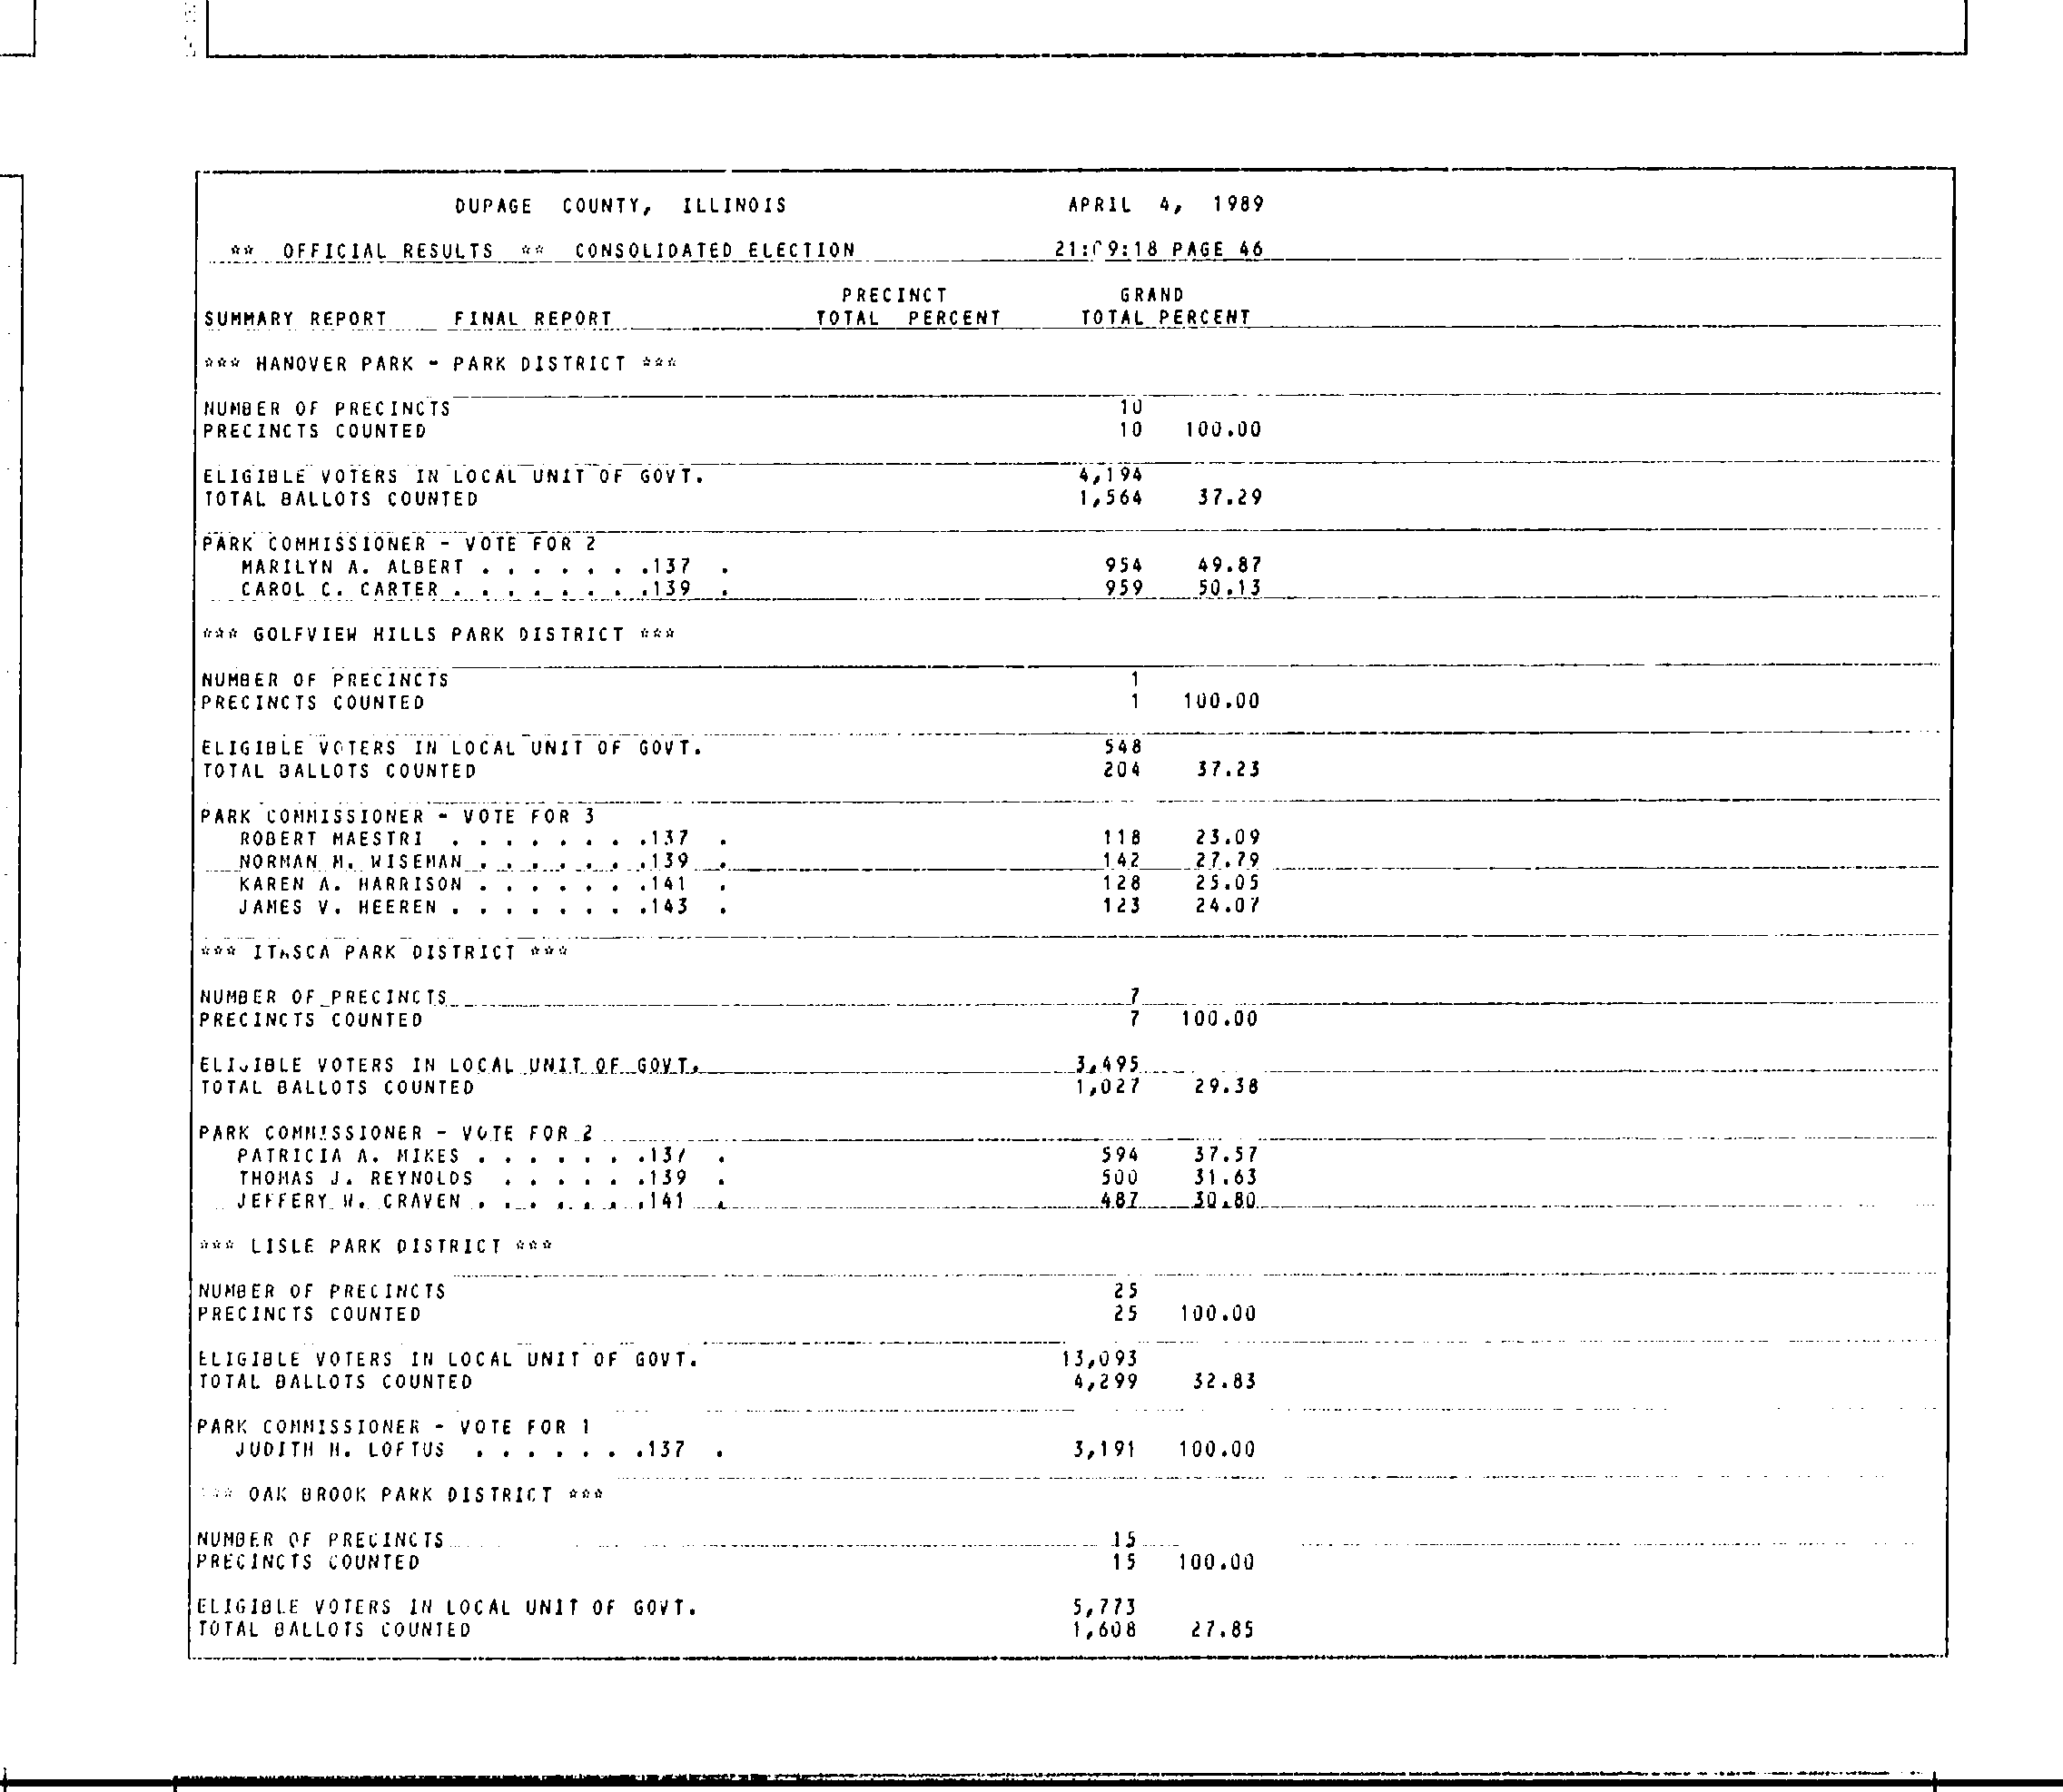 DUPAGE COUNTY, ILLINOIS APRIL 4, 1989
** OFFICIAL RESULTS ** CONSOLIDATED ELECTION 21:09:18 PAGE 46
PRECINCT GRAND
SUMMARY REPORT FINAL REPORT TOTAL PERCENT TOTAL PERCENT
*** HANOVER PARK - PARK DISTRICT ***
NUMBER OF PRECINCTS 10
PRECINCTS COUNTED 10 100.00
ELIGIBLE VOTERS IN LOCAL UNIT OF GOVT. 4,194
TOTAL BALLOTS COUNTED 1,564 37.29
PARK COMMISSIONER - VOTE FOR 2
MARILYN A. ALBERT . . . . . . .137 . 954 49.87
CAROL C. CARTER . . . . . . . .139 . 959 50.13
*** GOLFVIEW HILLS PARK DISTRICT ***
NUMBER OF PRECINCTS 1
PRECINCTS COUNTED 1 100.00
ELIGIBLE VOTERS IN LOCAL UNIT OF GOVT. 548
TOTAL BALLOTS COUNTED 204 37.23
PARK COMMISSIONER - VOTE FOR 3
ROBERT MAESTRI . . . . . . . .137 . 118 23.09
NORMAN M. WISEMAN . . . . . . .139 . 142 27.79
KAREN A. HARRISON . . . . . . .141 . 128 25.05
JAMES V. HEEREN . . . . . . . .143 . 123 24.07
*** ITASCA PARK DISTRICT ***
NUMBER OF PRECINCTS 7
PRECINCTS COUNTED 7 100.00
ELIGIBLE VOTERS IN LOCAL UNIT OF GOVT. 3,495
TOTAL BALLOTS COUNTED 1,027 29.38
PARK COMMISSIONER - VOTE FOR 2
PATRICIA A. MIKES . . . . . . .137 . 594 37.57
THOMAS J. REYNOLDS . . . . . .139 . 500 31.63
JEFFERY W. CRAVEN . . . . . . .141 . 487 30.80
*** LISLE PARK DISTRICT ***
NUMBER OF PRECINCTS 25
PRECINCTS COUNTED 25 100.00
ELIGIBLE VOTERS IN LOCAL UNIT OF GOVT. 13,093
TOTAL BALLOTS COUNTED 4,299 32.83
PARK COMMISSIONER - VOTE FOR 1
JUDITH H. LOFTUS . . . . . . .137 . 3,191 100.00
*** OAK BROOK PARK DISTRICT ***
NUMBER OF PRECINCTS 15
PRECINCTS COUNTED 15 100.00
ELIGIBLE VOTERS IN LOCAL UNIT OF GOVT. 5,773
TOTAL BALLOTS COUNTED 1,608 27.85